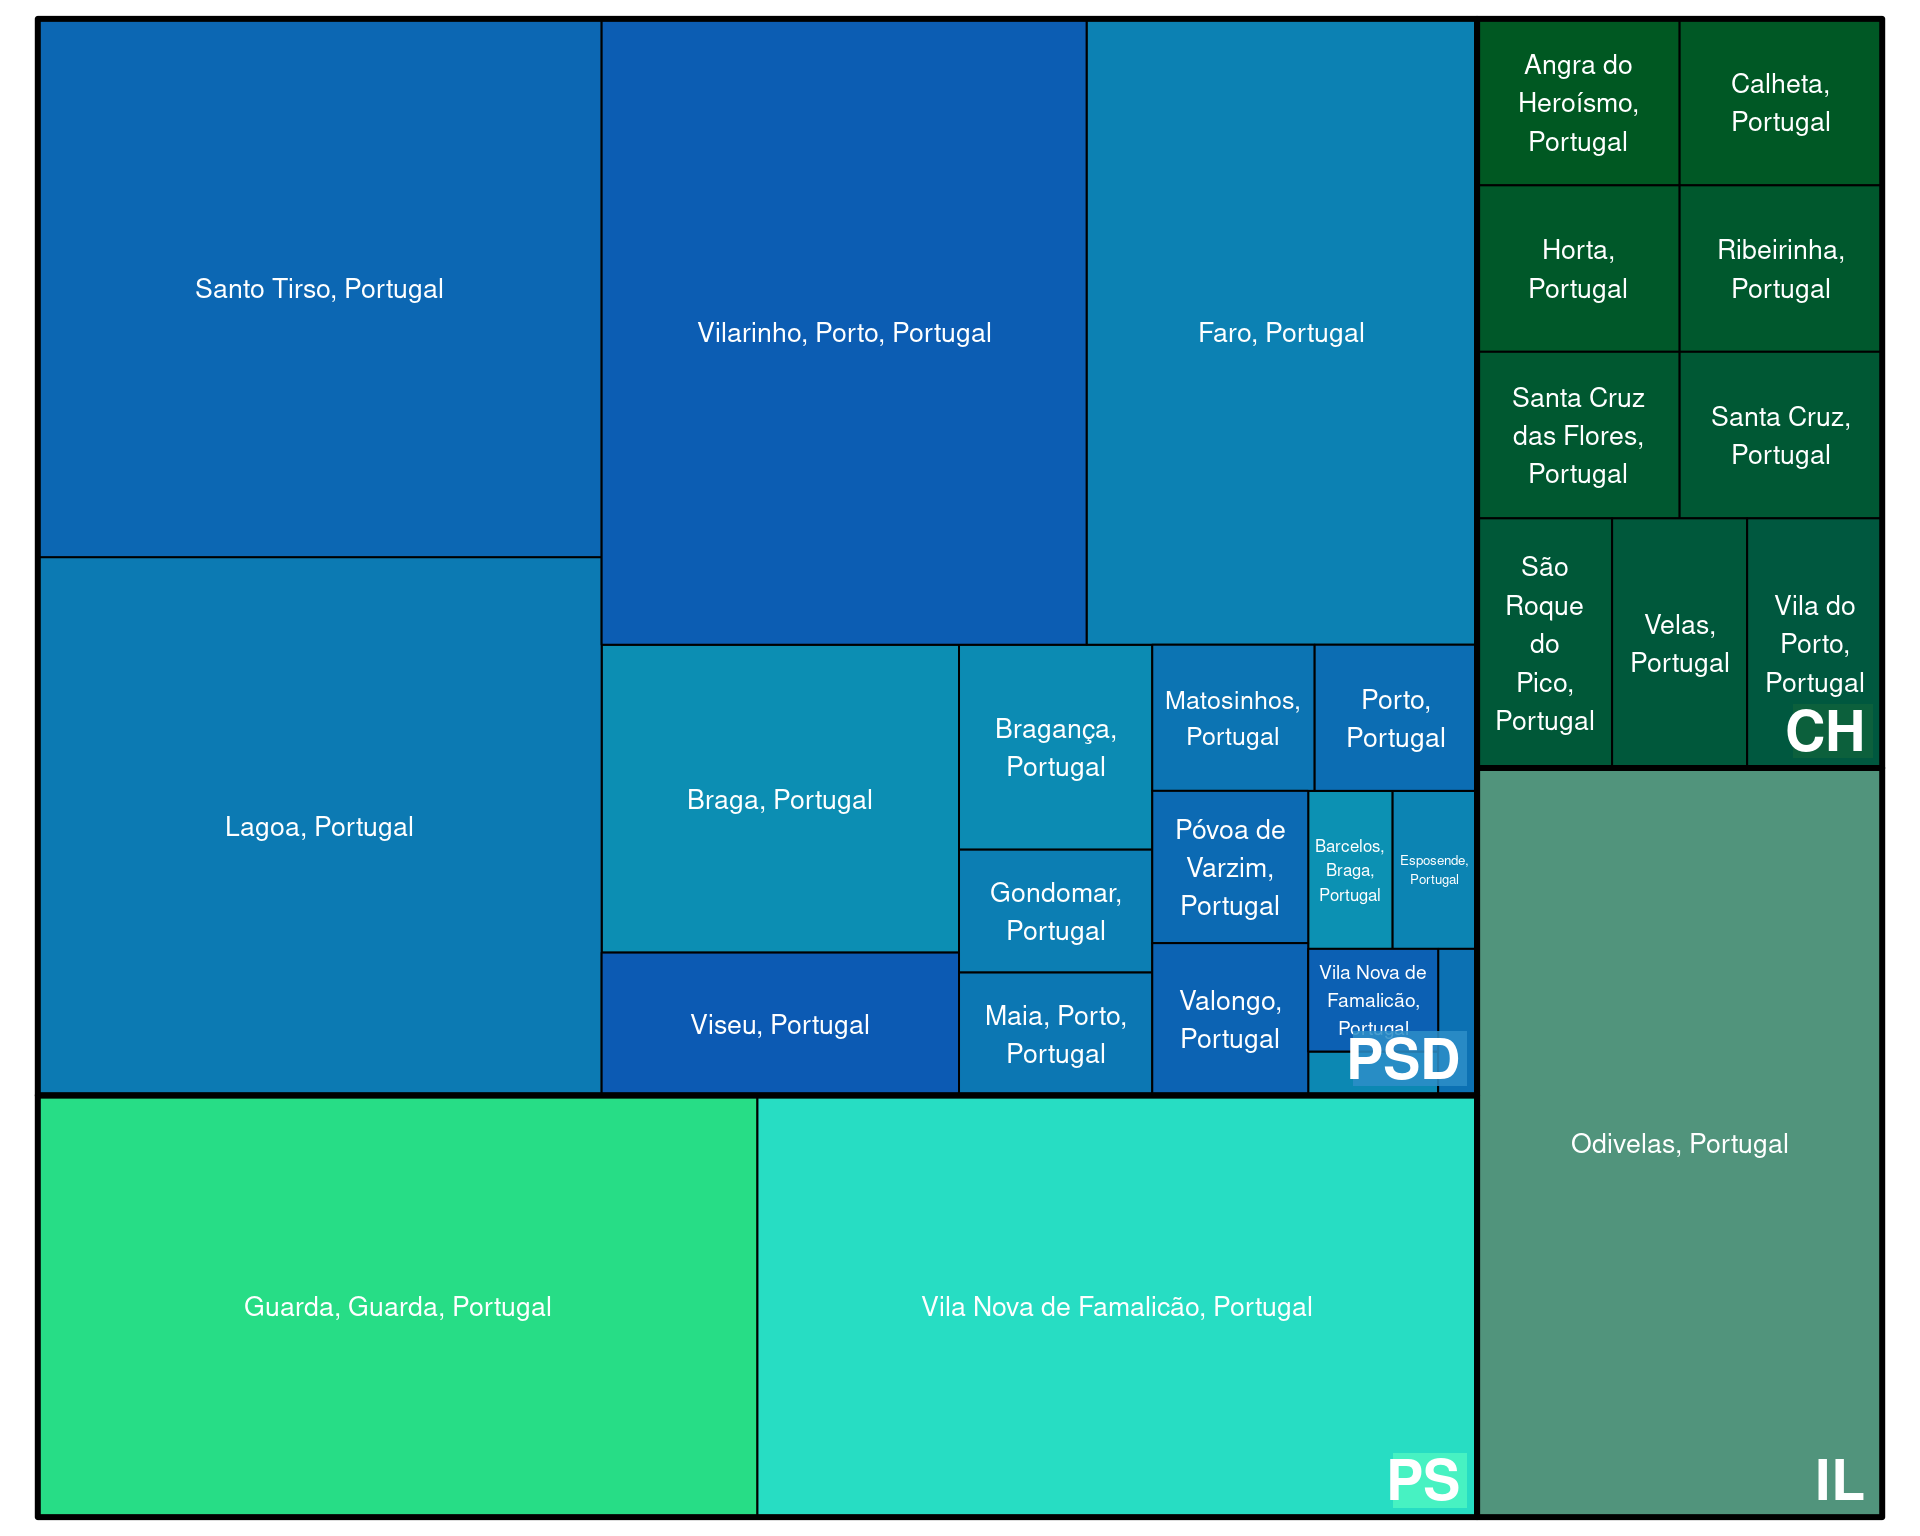 Santo Tirso, Portugal
Vilarinho, Porto, Portugal
Faro, Portugal
Lagoa, Portugal
Braga, Portugal
Viseu, Portugal
Bragança,
Portugal
Gondomar,
Portugal
Maia, Porto,
Portugal
Matosinhos,
Portugal
Porto,
Portugal
Póvoa de
Varzim,
Portugal
Valongo,
Portugal
Barcelos,
Braga,
Portugal
Esposende,
Portugal
Vila Nova de
Famalicão,
Portugal
PSD
Angra do
Heroísmo,
Portugal
Calheta,
Portugal
Horta,
Portugal
Ribeirinha,
Portugal
Santa Cruz
das Flores,
Portugal
Santa Cruz,
Portugal
São
Roque
do
Pico,
Portugal
Velas,
Portugal
Vila do
Porto,
Portugal
CH
Guarda, Guarda, Portugal
Vila Nova de Famalicão, Portugal
PS
Odivelas, Portugal
IL